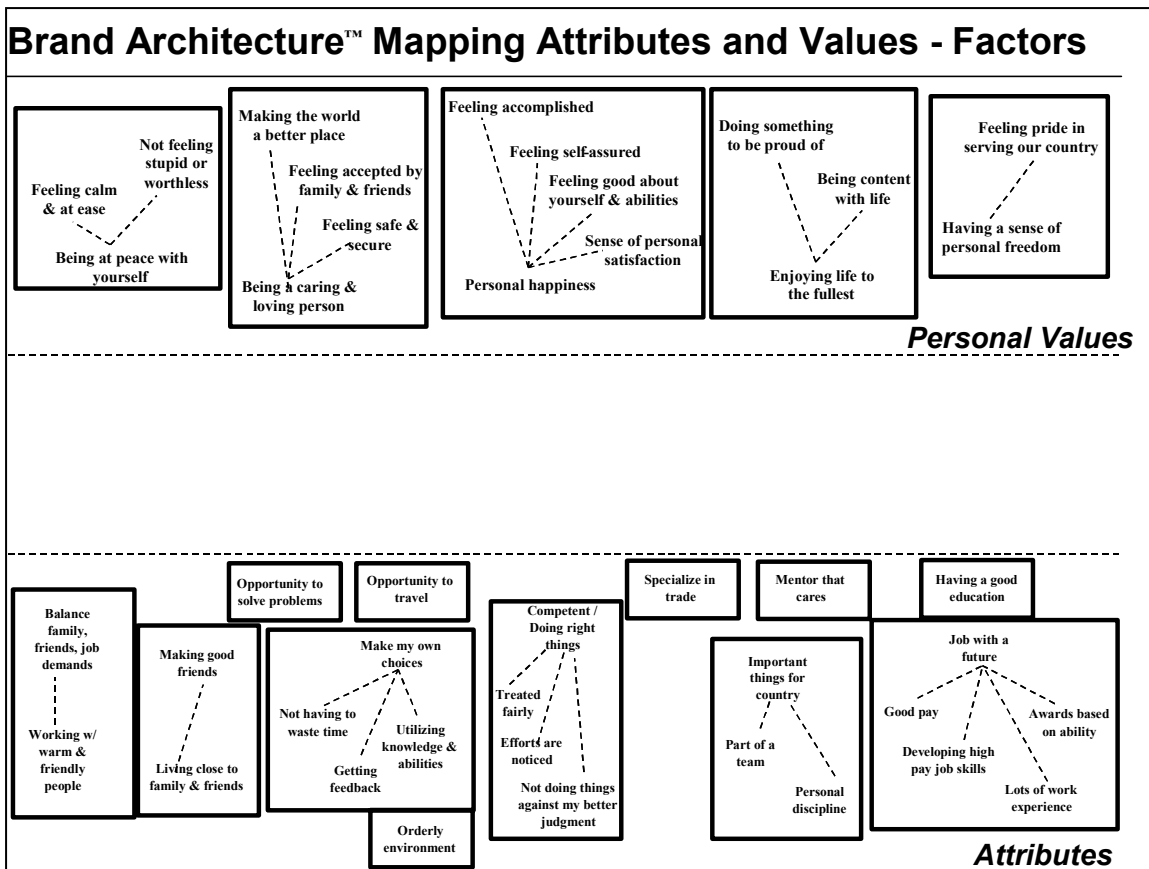 Brand Architecture™ Mapping Attributes and Values - Factors
Not feeling
stupid or
worthless
Feeling calm
& at ease
Being at peace with
yourself
Making the world
a better place
Feeling accepted by
family & friends
Feeling safe &
secure
Being a caring &
loving person
Feeling accomplished
Feeling self-assured
Feeling good about
yourself & abilities
Sense of personal
satisfaction
Personal happiness
Doing something
to be proud of
Being content
with life
Enjoying life to
the fullest
Feeling pride in
serving our country
Having a sense of
personal freedom
Personal Values
Balance
family,
friends, job
demands
Working w/
warm &
friendly
people
Making good
friends
Living close to
family & friends
Opportunity to
solve problems
Opportunity to
travel
Make my own
choices
Not having to
waste time
Utilizing
knowledge &
abilities
Getting
feedback
Orderly
environment
Competent /
Doing right
things
Treated
fairly
Efforts are
noticed
Not doing things
against my better
judgment
Specialize in
trade
Mentor that
cares
Important
things for
country
Part of a
team
Personal
discipline
Having a good
education
Job with a
future
Good pay
Awards based
on ability
Developing high
pay job skills
Lots of work
experience
Attributes